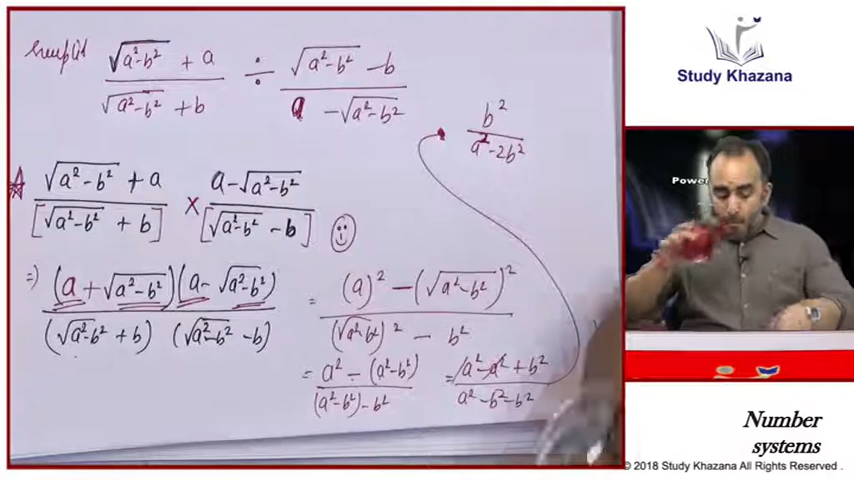 (√(a²-b²) + a)/(√(a²-b²) + b) ÷ (√(a²-b²) - b)/(a - √(a²-b²))
b²/(a²-2b²)
(√(a²-b²) + a)/[√(a²-b²) + b] × (a-√(a²-b²))/[√(a²-b²) - b]
=) (a+√(a²-b²))(a-√(a²-b²))/(√(a²-b²) + b) (√(a²-b²) -b) = (a)² - (√(a²-b²))²/(√(a²-b²))² - b²
= a² - (a²-b²)/(a²-b²)-b² = a²-a²+b²/a²-b²-b²
Study Khazana
Power
Number
systems
© 2018 Study Khazana All Rights Reserved .